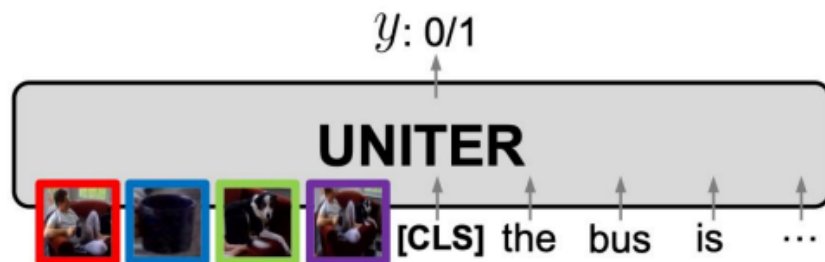 y: 0/1
UNITER
[CLS] the bus is ...